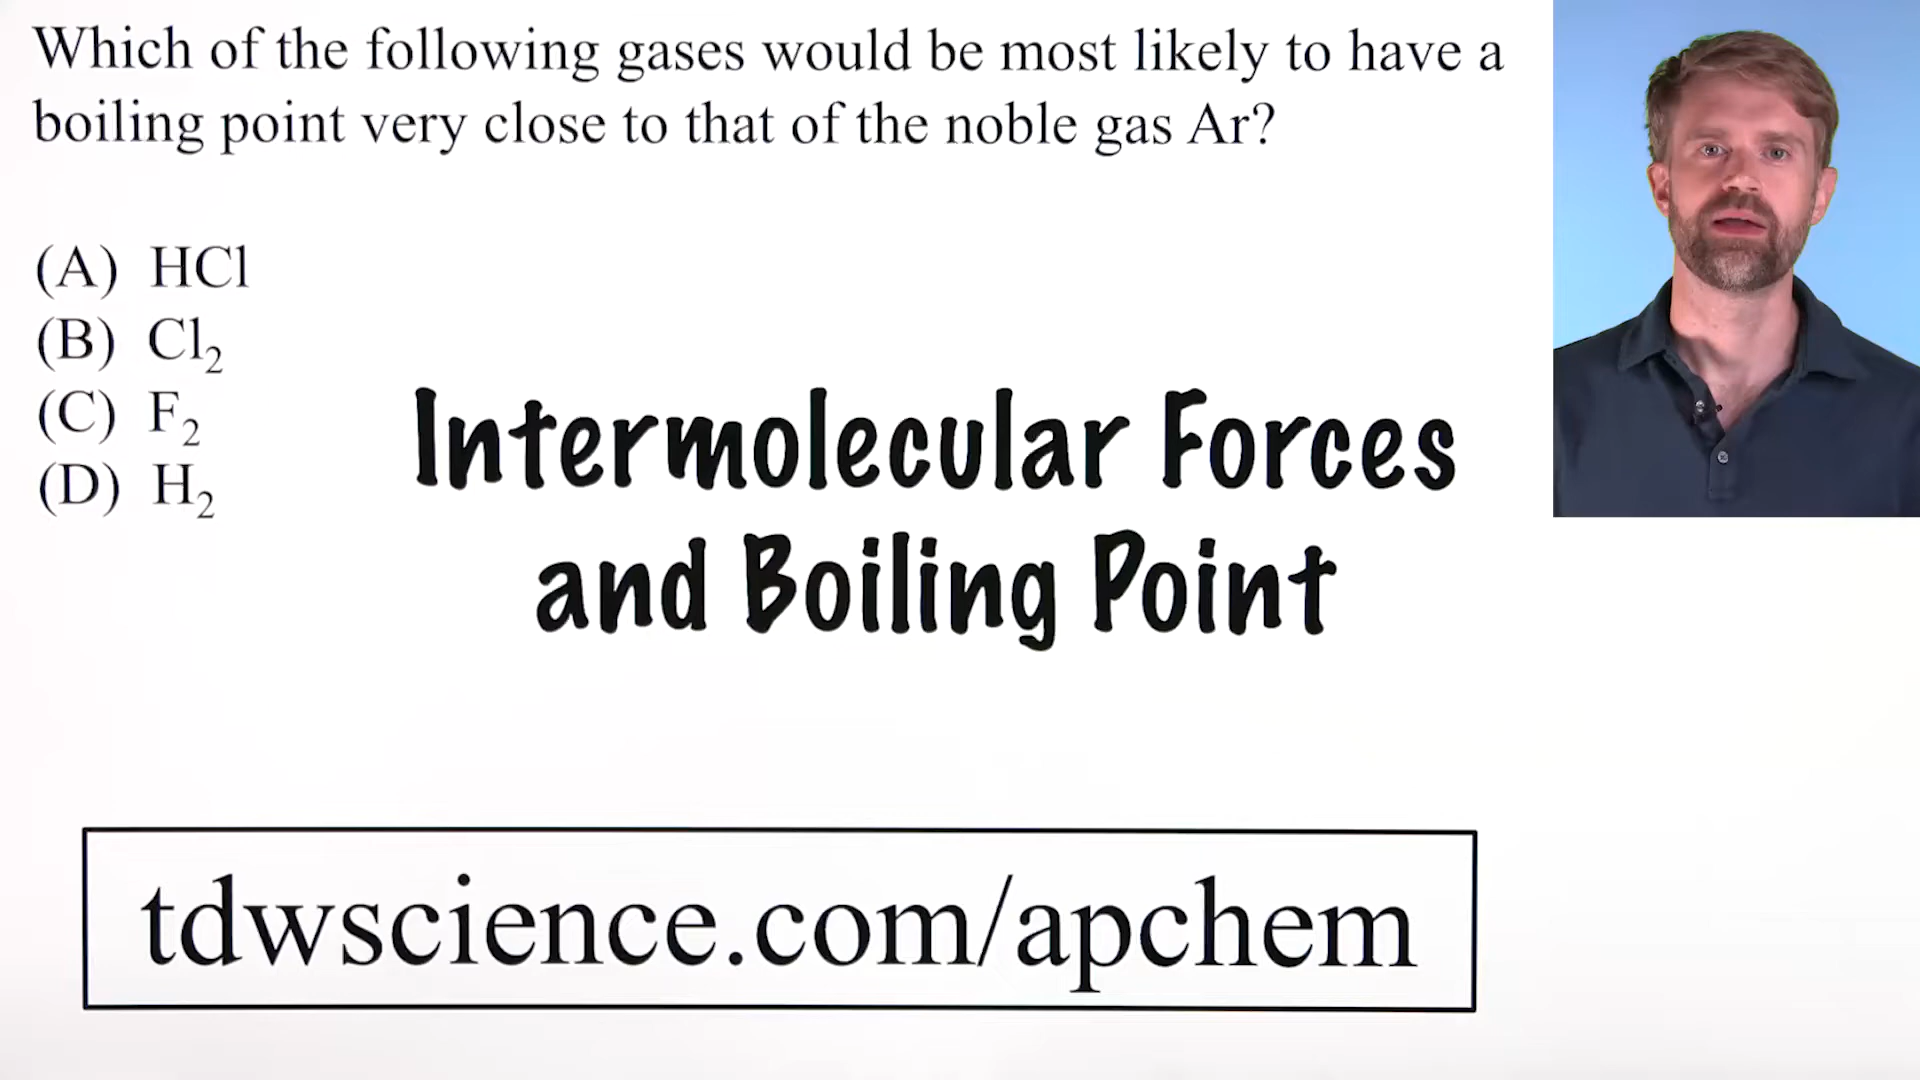 Which of the following gases would be most likely to have a
boiling point very close to that of the noble gas Ar?
(A) HCl
(B) Cl₂
(C) F₂
(D) H₂
Intermolecular Forces
and Boiling Point
tdwscience.com/apchem